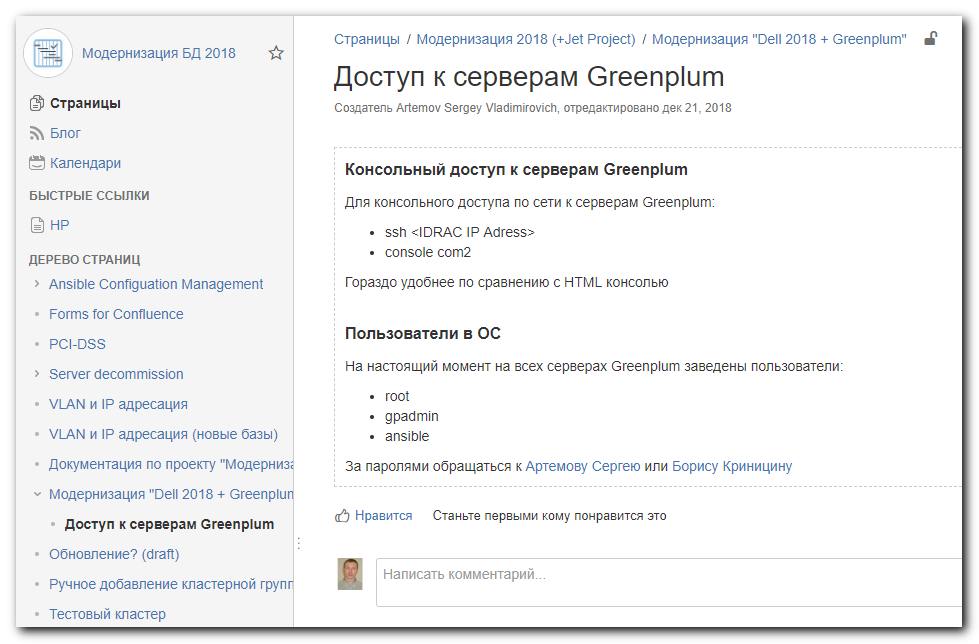 Модернизация БД 2018
Страницы
Блог
Календари
БЫСТРЫЕ ССЫЛКИ
HP
ДЕРЕВО СТРАНИЦ
Ansible Configuation Management
Forms for Confluence
PCI-DSS
Server decommission
VLAN и IP адресация
VLAN и IP адресация (новые базы)
Документация по проекту "Модерниза
Модернизация "Dell 2018 + Greenplun
Доступ к серверам Greenplum
Обновление? (draft)
Ручное добавление кластерной групп
Тестовый кластер
Страницы / Модернизация 2018 (+Jet Project) / Модернизация "Dell 2018 + Greenplum"
Доступ к серверам Greenplum
Создатель Artemov Sergey Vladimirovich, отредактировано дек 21, 2018
Консольный доступ к серверам Greenplum
Для консольного доступа по сети к серверам Greenplum:
• ssh <IDRAC IP Adress>
• console com2
Гораздо удобнее по сравнению с HTML консолью
Пользователи в ОС
На настоящий момент на всех серверах Greenplum заведены пользователи:
• root
• gpadmin
• ansible
За паролями обращаться к Артемову Сергею или Борису Криницину
Нравится Станьте первыми кому понравится это
Написать комментарий...